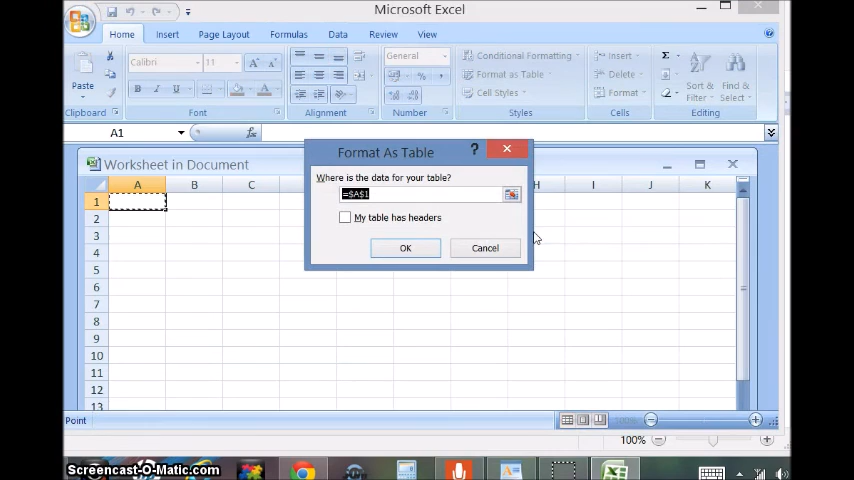 Microsoft Excel
Home Insert Page Layout Formulas Data Review View
Calibri 11 A A General Conditional Formatting Insert Σ
Paste Format as Table Delete Sort & Find &
B I U A % , Cell Styles Format Filter Select
Clipboard Font Alignment Number Styles Cells Editing
A1 fx
Worksheet in Document
Format As Table ?
Where is the data for your table?
=$A$1
My table has headers
OK Cancel
A B C H I J K
1
2
3
4
5
6
7
8
9
10
11
12
13
Point 100%
100%
Screencast-O-Matic.com